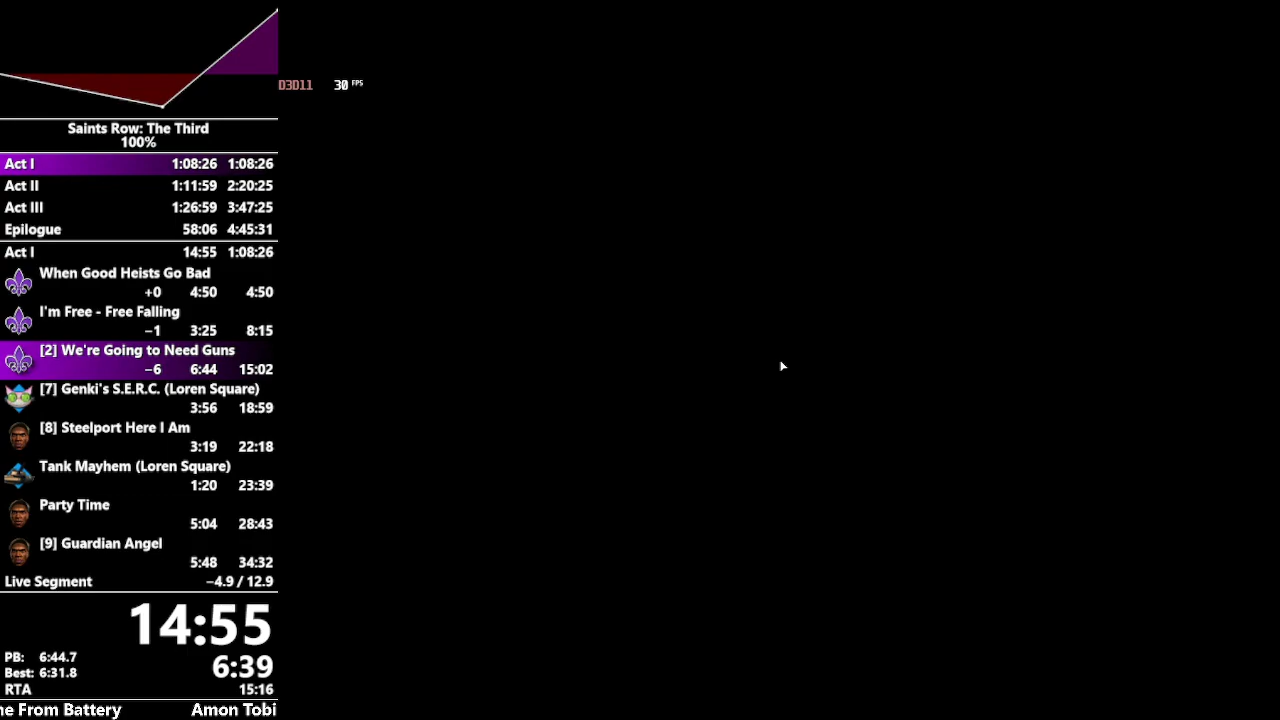 D3D11 30 FPS
Saints Row: The Third
100%
Act I 1:08:26 1:08:26
Act II 1:11:59 2:20:25
Act III 1:26:59 3:47:25
Epilogue 58:06 4:45:31
Act I 14:55 1:08:26
When Good Heists Go Bad
+0 4:50 4:50
I'm Free - Free Falling
−1 3:25 8:15
[2] We're Going to Need Guns
−6 6:44 15:02
[7] Genki's S.E.R.C. (Loren Square)
3:56 18:59
[8] Steelport Here I Am
3:19 22:18
Tank Mayhem (Loren Square)
1:20 23:39
Party Time
5:04 28:43
[9] Guardian Angel
5:48 34:32
Live Segment −4.9 / 12.9
14:55
PB: 6:44.7
6:39
Best: 6:31.8
RTA 15:16
ne From Battery Amon Tobi